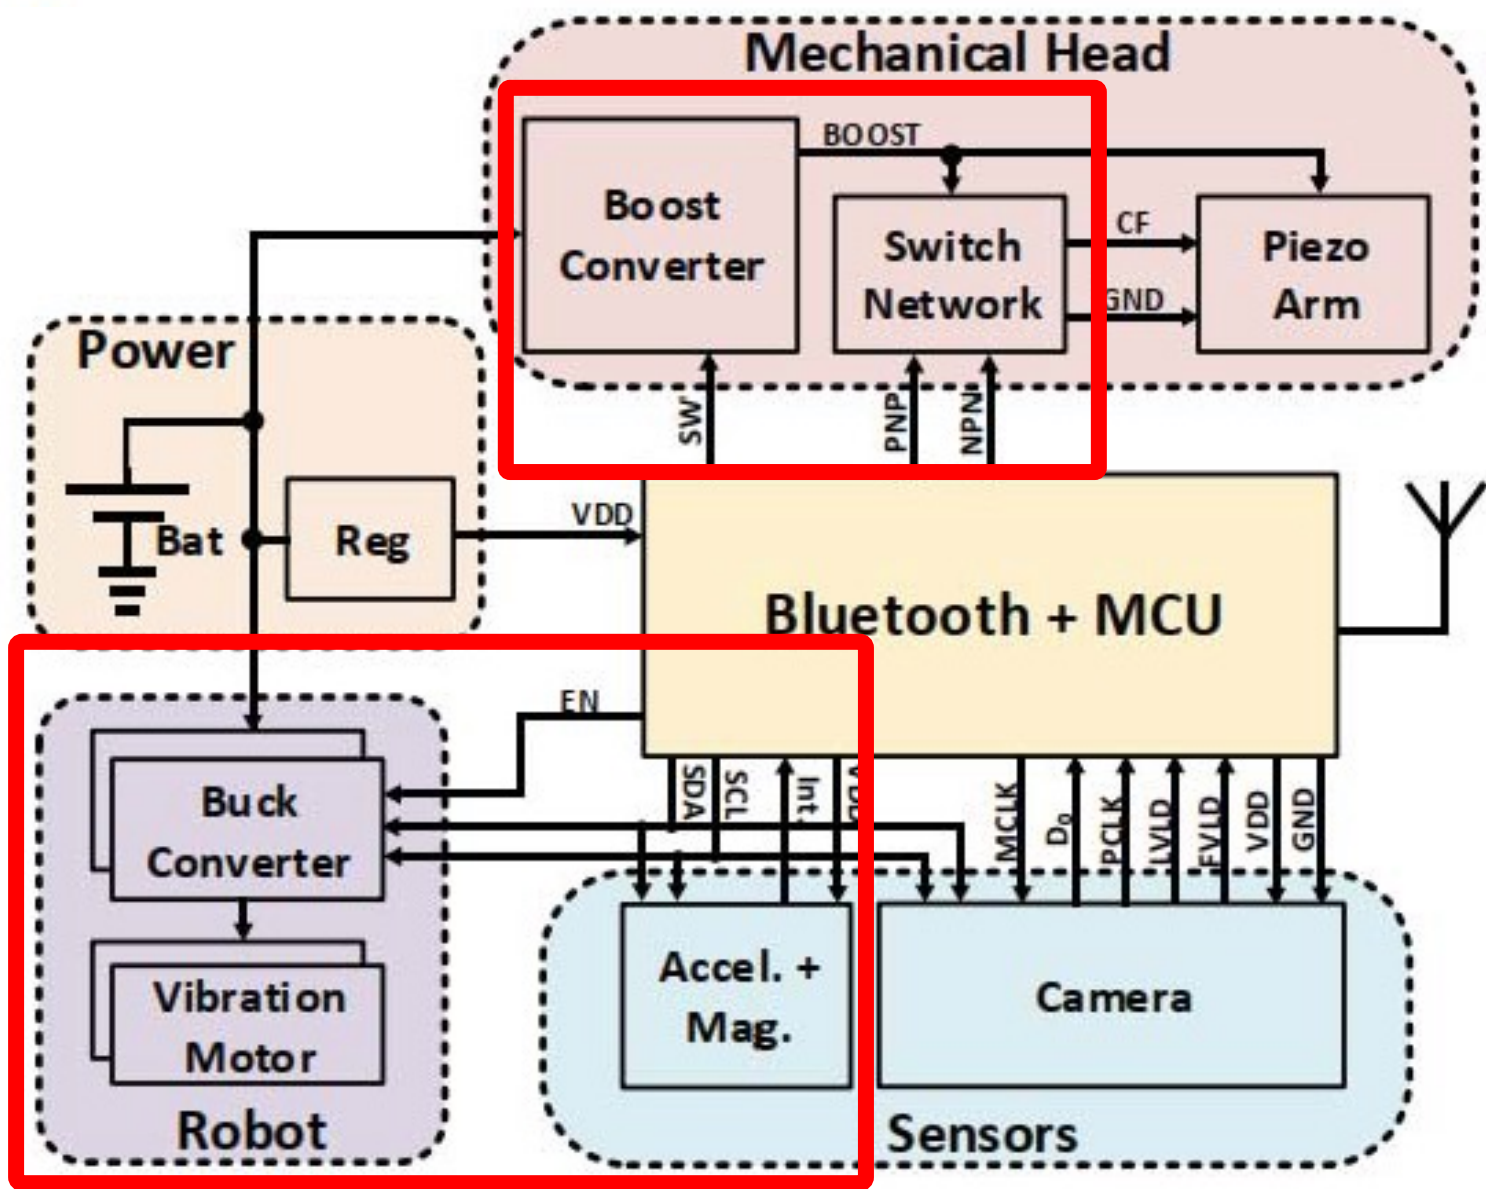 Mechanical Head
BOOST
Boost
Converter
Switch
Network
CF
GND
Piezo
Arm
SW
PNP
NPN
Power
Bat
Reg
VDD
Bluetooth + MCU
EN
SDA
SCL
Int.
VDD
MCLK
D0
PCLK
LVLD
FVLD
VDD
GND
Buck
Converter
Vibration
Motor
Robot
Accel. +
Mag.
Camera
Sensors